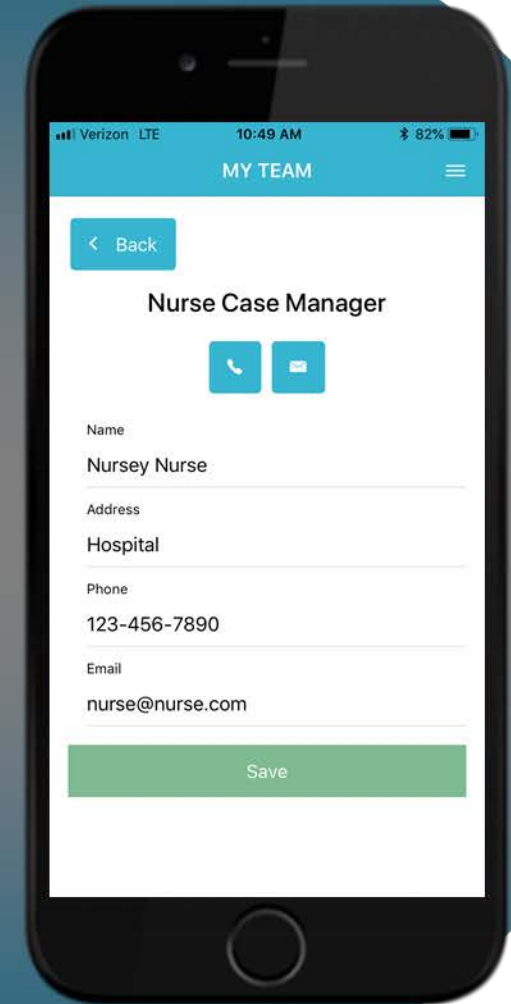 Verizon LTE 10:49 AM 82%
MY TEAM
Back
Nurse Case Manager
Name
Nursey Nurse
Address
Hospital
Phone
123-456-7890
Email
nurse@nurse.com
Save